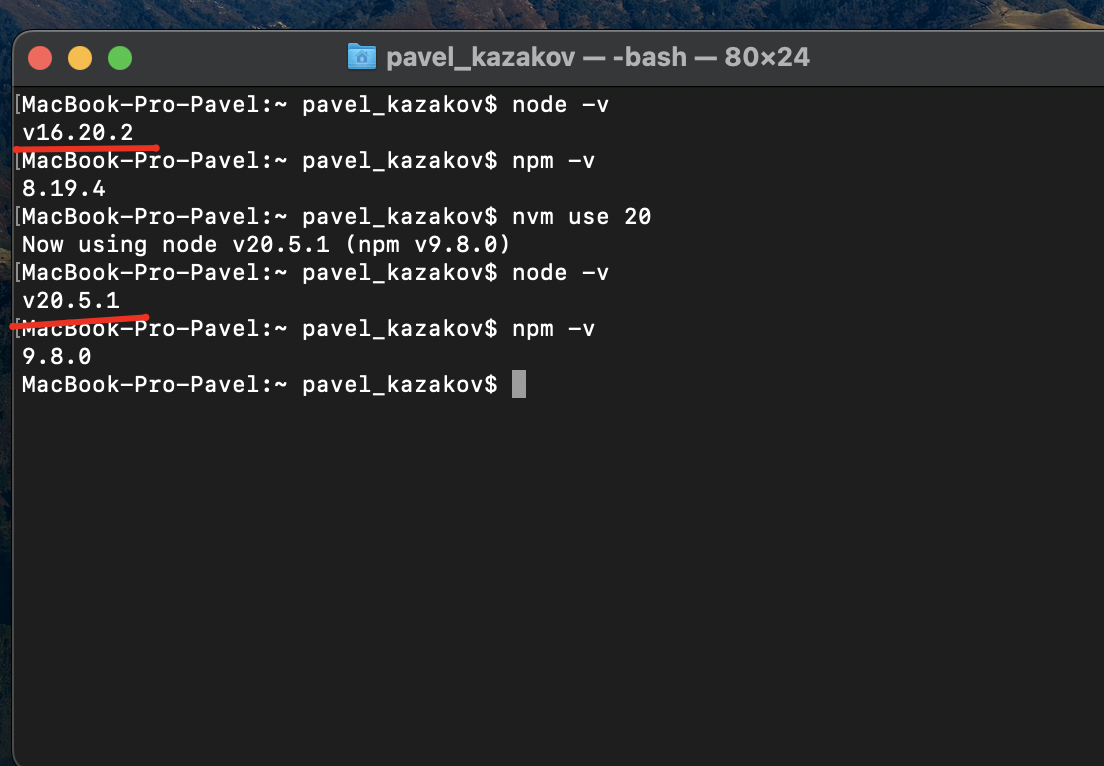 pavel_kazakov — -bash — 80×24
[MacBook-Pro-Pavel:~ pavel_kazakov$ node -v
v16.20.2
[MacBook-Pro-Pavel:~ pavel_kazakov$ npm -v
8.19.4
[MacBook-Pro-Pavel:~ pavel_kazakov$ nvm use 20
Now using node v20.5.1 (npm v9.8.0)
[MacBook-Pro-Pavel:~ pavel_kazakov$ node -v
v20.5.1
[MacBook-Pro-Pavel:~ pavel_kazakov$ npm -v
9.8.0
MacBook-Pro-Pavel:~ pavel_kazakov$